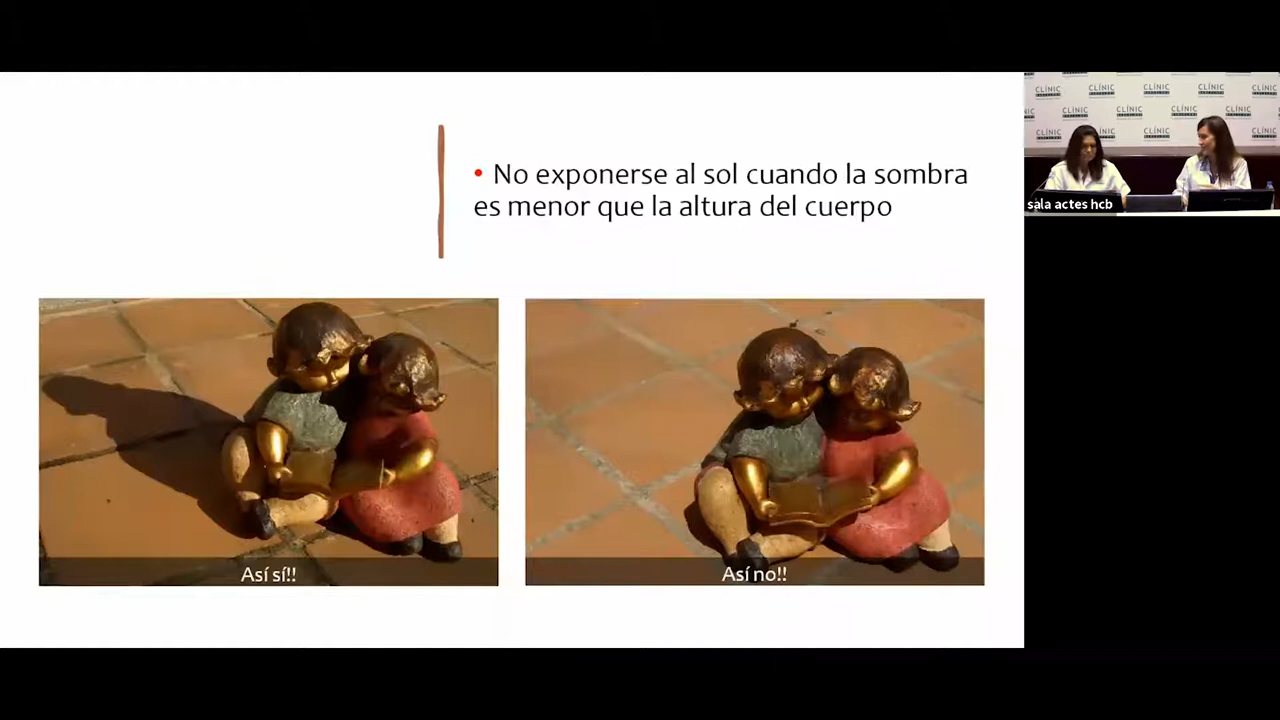 • No exponerse al sol cuando la sombra
es menor que la altura del cuerpo
Así sí!!
Así no!!
CLÍNIC
BARCELONA
sala actes hcb